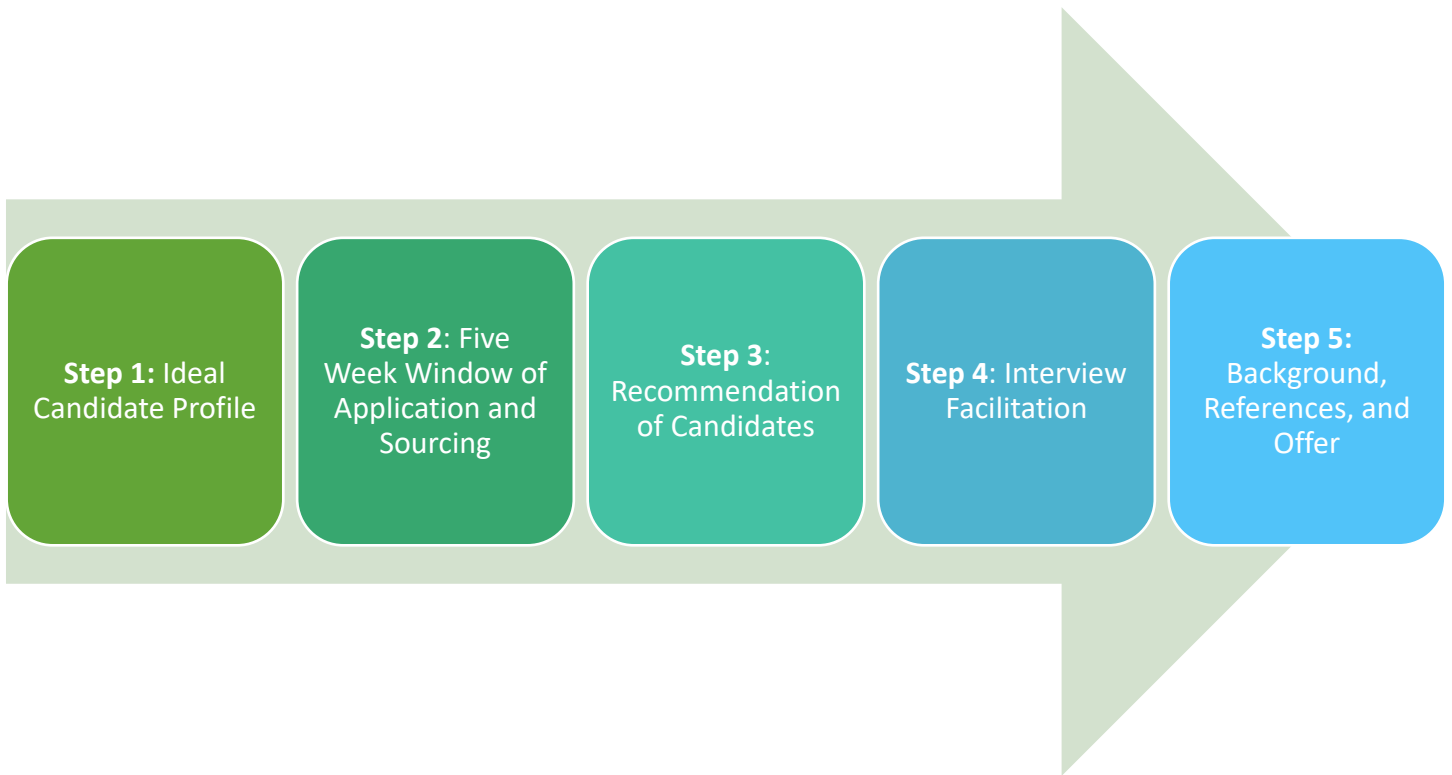 Step 1: Ideal
Candidate Profile
Step 2: Five
Week Window of
Application and
Sourcing
Step 3:
Recommendation
of Candidates
Step 4: Interview
Facilitation
Step 5:
Background,
References, and
Offer